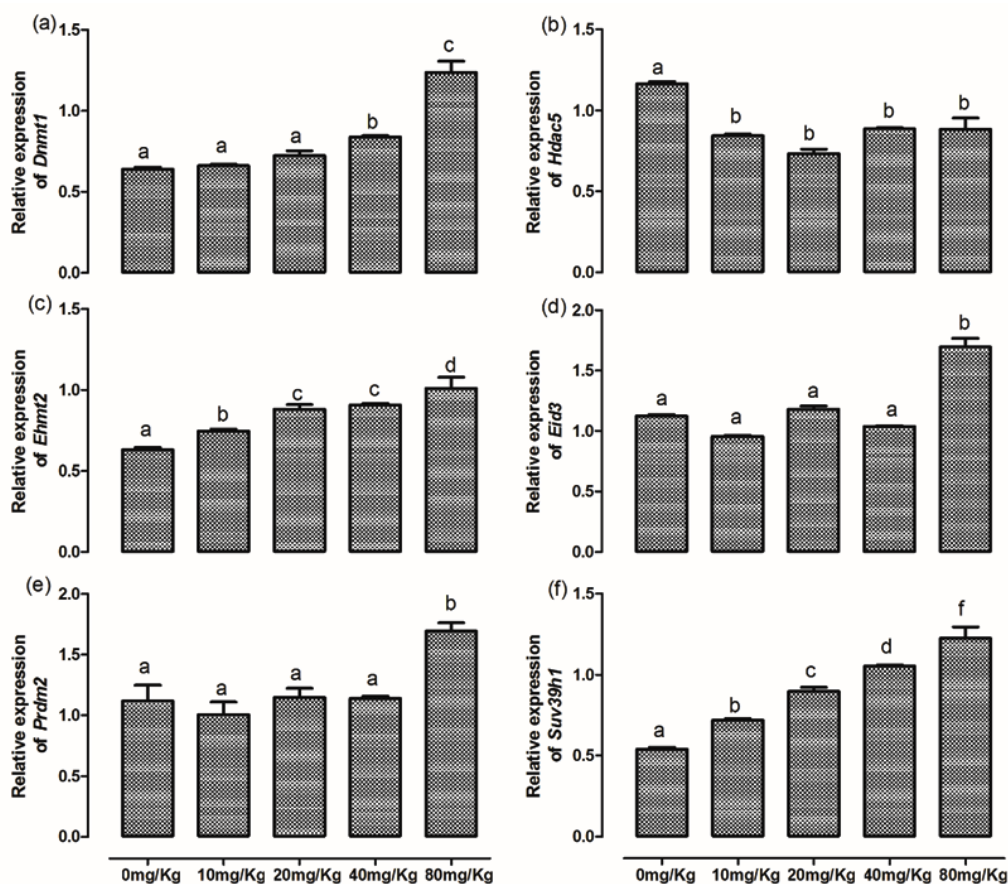 (a)
Relative expression
of Dnmt1
1.5
1.0
0.5
0.0
a
a
a
b
c
(b)
Relative expression
of Hdac5
1.5
1.0
0.5
0.0
a
b
b
b
b
(c)
Relative expression
of Ehmt2
1.5
1.0
0.5
0.0
a
b
c
c
d
(d)
Relative expression
of Eid3
2.0
1.5
1.0
0.5
0.0
a
a
a
a
b
(e)
Relative expression
of Prdm2
2.0
1.5
1.0
0.5
0.0
a
a
a
a
b
(f)
Relative expression
of Suv39h1
1.5
1.0
0.5
0.0
a
b
c
d
f
0mg/Kg 10mg/Kg 20mg/Kg 40mg/Kg 80mg/Kg
0mg/Kg 10mg/Kg 20mg/Kg 40mg/Kg 80mg/Kg